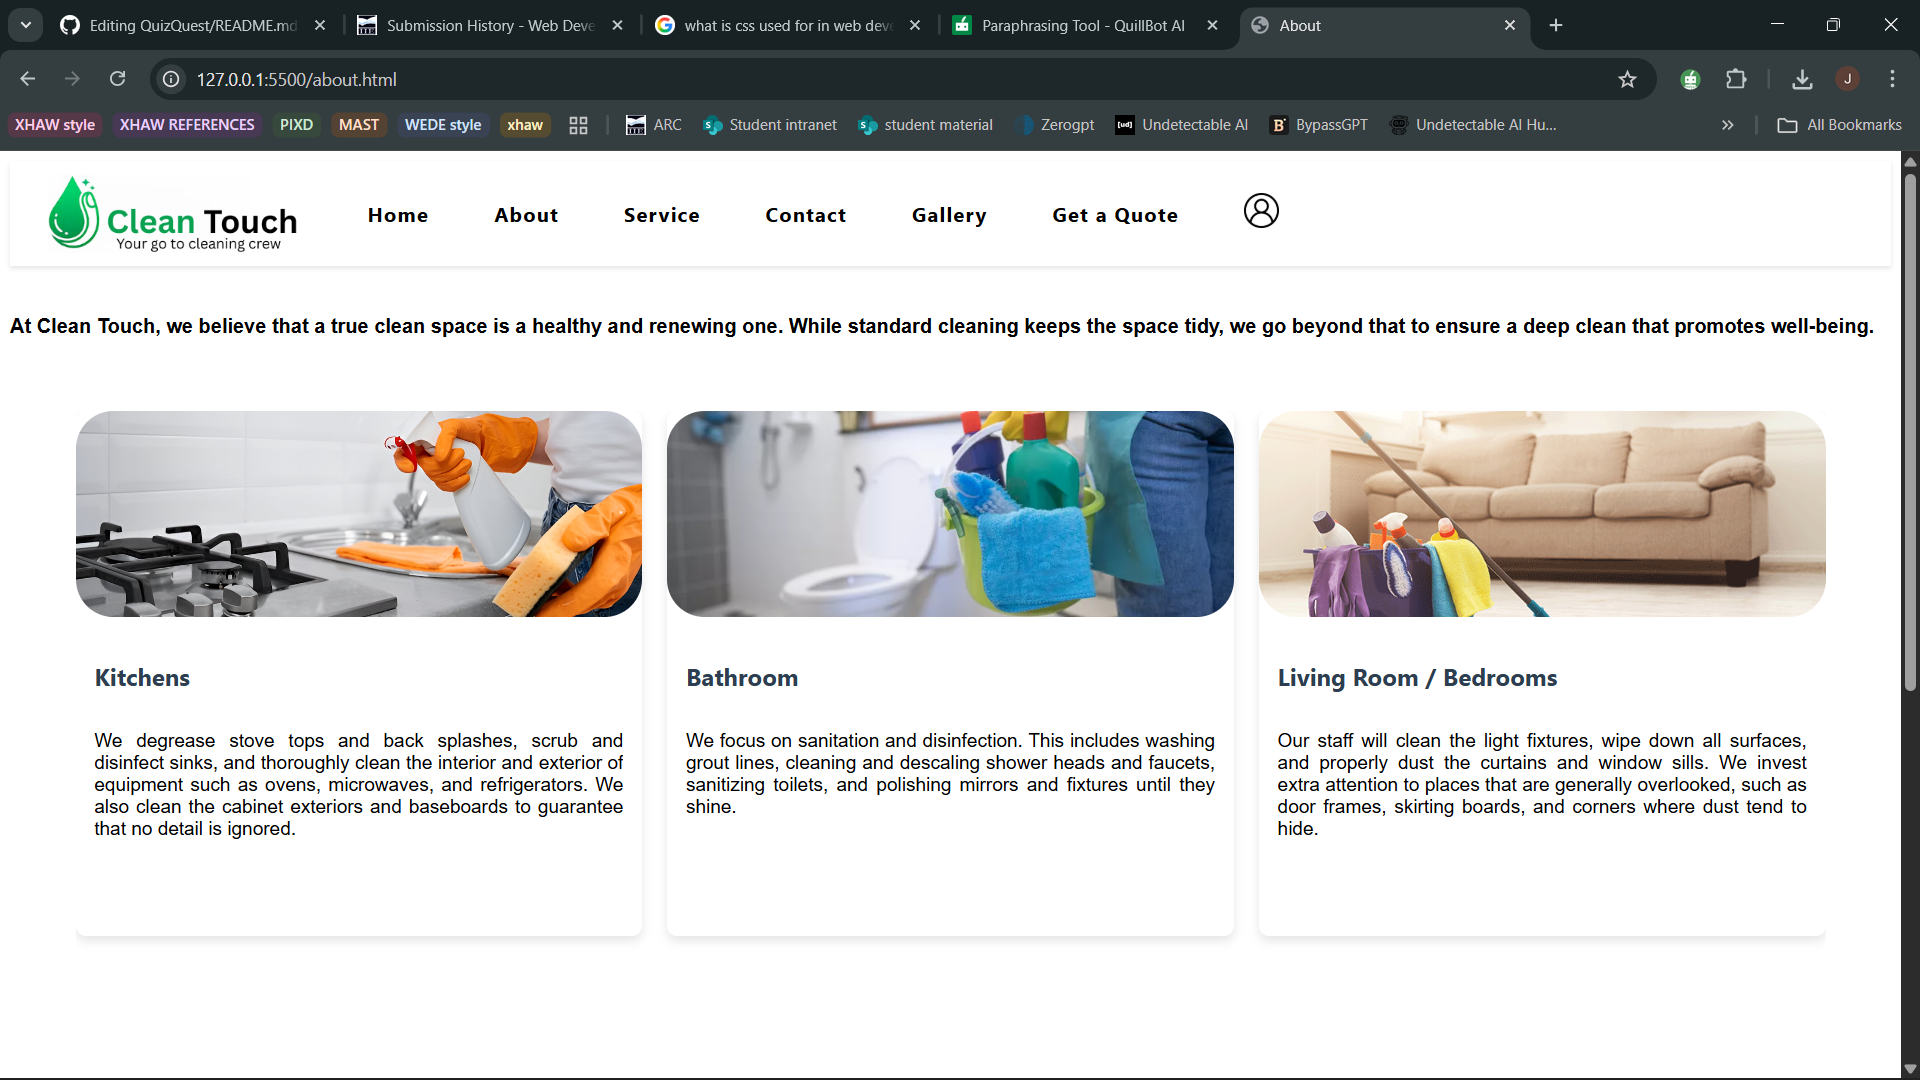 Editing QuizQuest/README.md
Submission History - Web Deve
what is css used for in web deve
Paraphrasing Tool - QuillBot AI
About
127.0.0.1:5500/about.html
J
XHAW style
XHAW REFERENCES
PIXD
MAST
WEDE style
xhaw
ARC
Student intranet
student material
Zerogpt
Undetectable AI
BypassGPT
Undetectable AI Hu...
All Bookmarks
Clean Touch
Your go to cleaning crew
Home
About
Service
Contact
Gallery
Get a Quote
At Clean Touch, we believe that a true clean space is a healthy and renewing one. While standard cleaning keeps the space tidy, we go beyond that to ensure a deep clean that promotes well-being.
Kitchens
We degrease stove tops and back splashes, scrub and
disinfect sinks, and thoroughly clean the interior and exterior of
equipment such as ovens, microwaves, and refrigerators. We
also clean the cabinet exteriors and baseboards to guarantee
that no detail is ignored.
Bathroom
We focus on sanitation and disinfection. This includes washing
grout lines, cleaning and descaling shower heads and faucets,
sanitizing toilets, and polishing mirrors and fixtures until they
shine.
Living Room / Bedrooms
Our staff will clean the light fixtures, wipe down all surfaces,
and properly dust the curtains and window sills. We invest
extra attention to places that are generally overlooked, such as
door frames, skirting boards, and corners where dust tend to
hide.